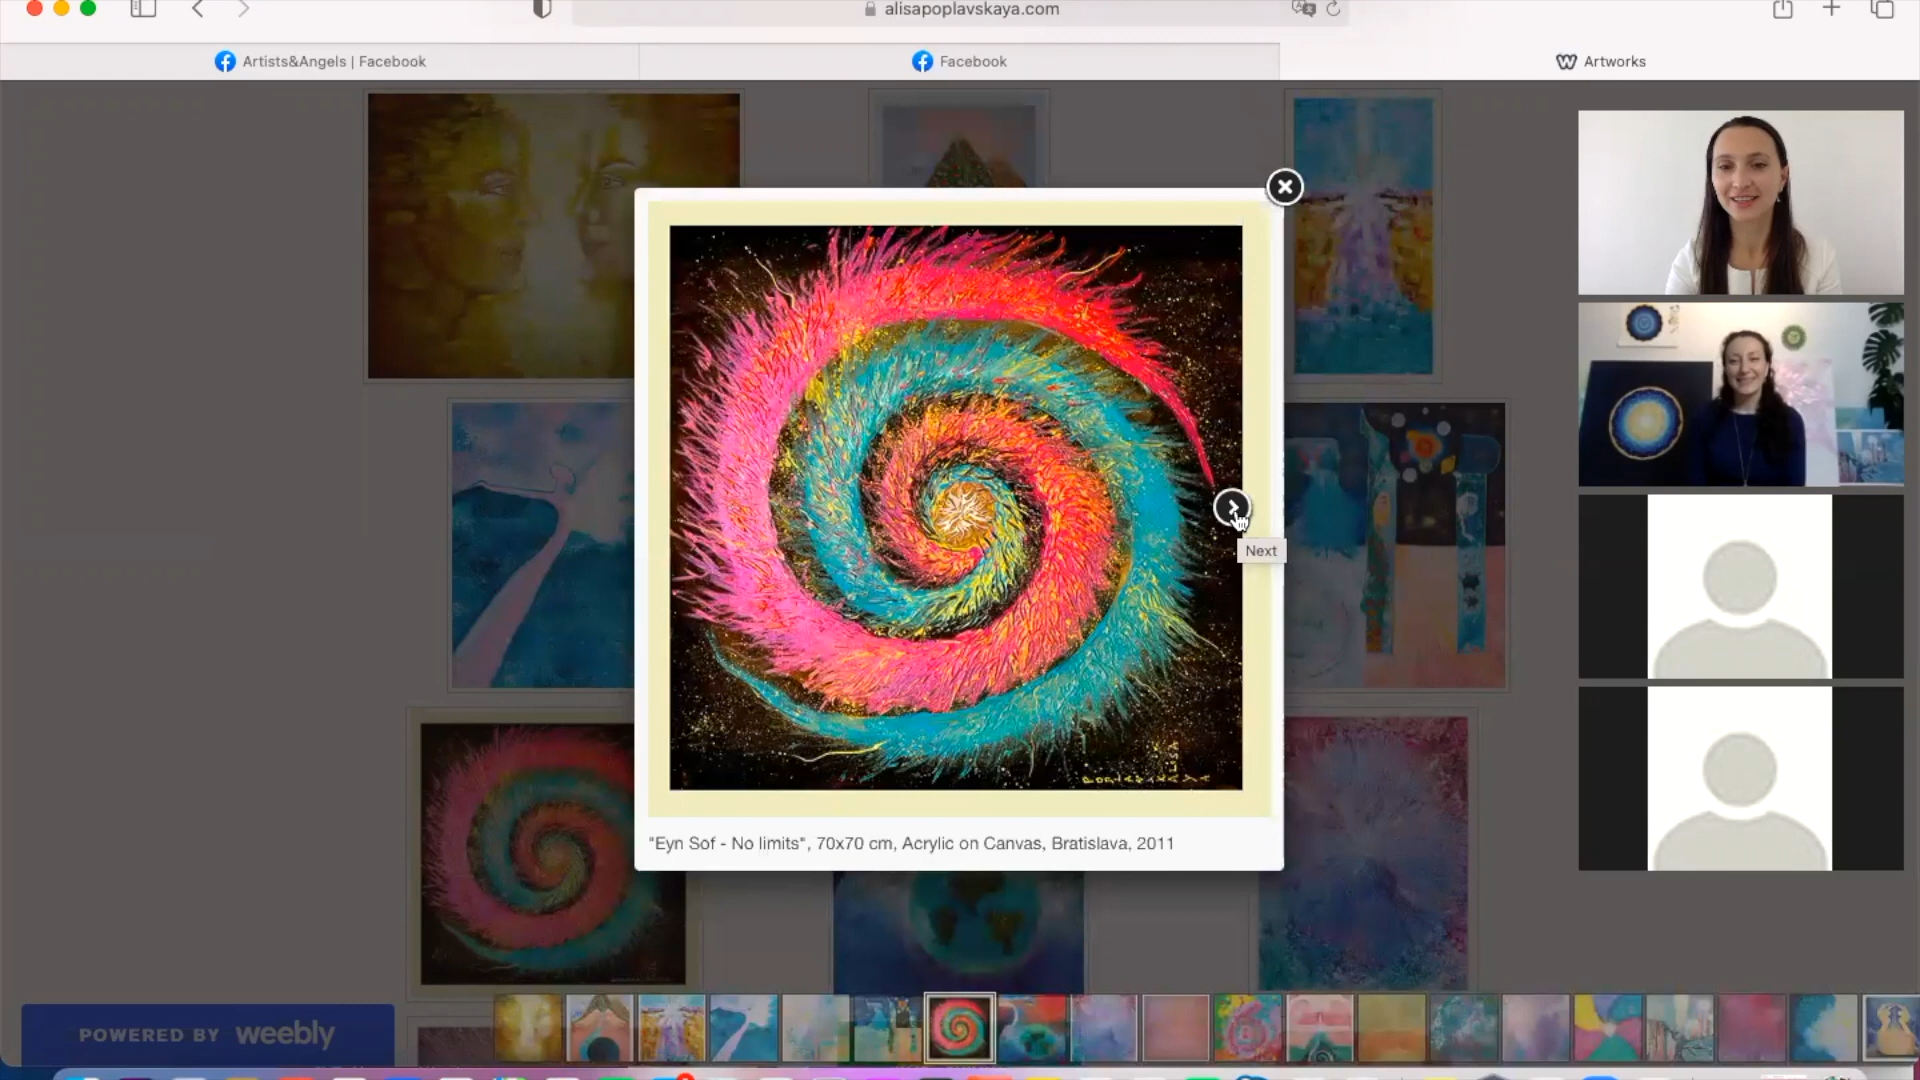 alisapoplavskaya.com
Artists&Angels | Facebook
Facebook
Artworks
Next
"Eyn Sof - No limits", 70x70 cm, Acrylic on Canvas, Bratislava, 2011
POWERED BY weebly